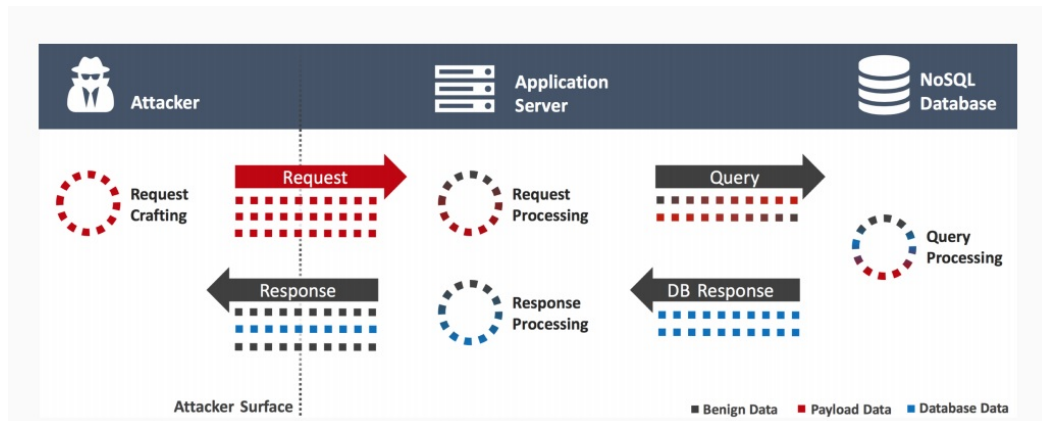 Attacker
Application
Server
NoSQL
Database
Request
Crafting
Request
Request
Processing
Query
Query
Processing
Response
Response
Processing
DB Response
Attacker Surface
Benign Data
Payload Data
Database Data